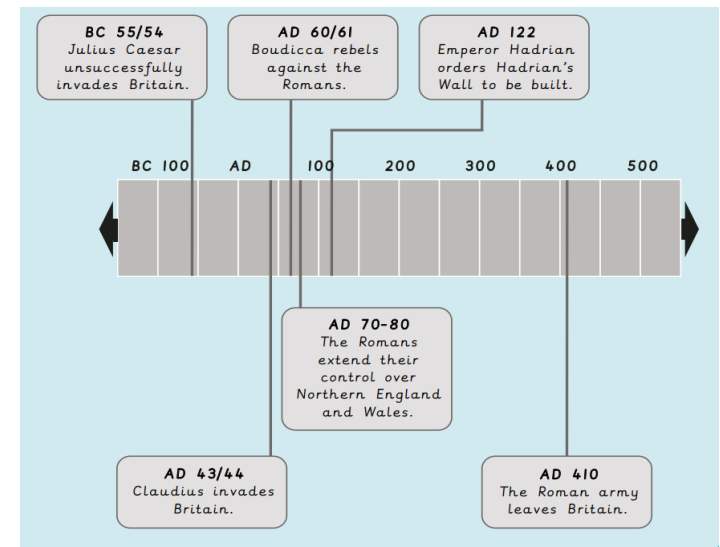 BC 55/54
Julius Caesar
unsuccessfully
invades Britain.
AD 60/61
Boudicca rebels
against the
Romans.
AD 122
Emperor Hadrian
orders Hadrian's
Wall to be built.
BC 100 AD 100 200 300 400 500
AD 70-80
The Romans
extend their
control over
Northern England
and Wales.
AD 43/44
Claudius invades
Britain.
AD 410
The Roman army
leaves Britain.